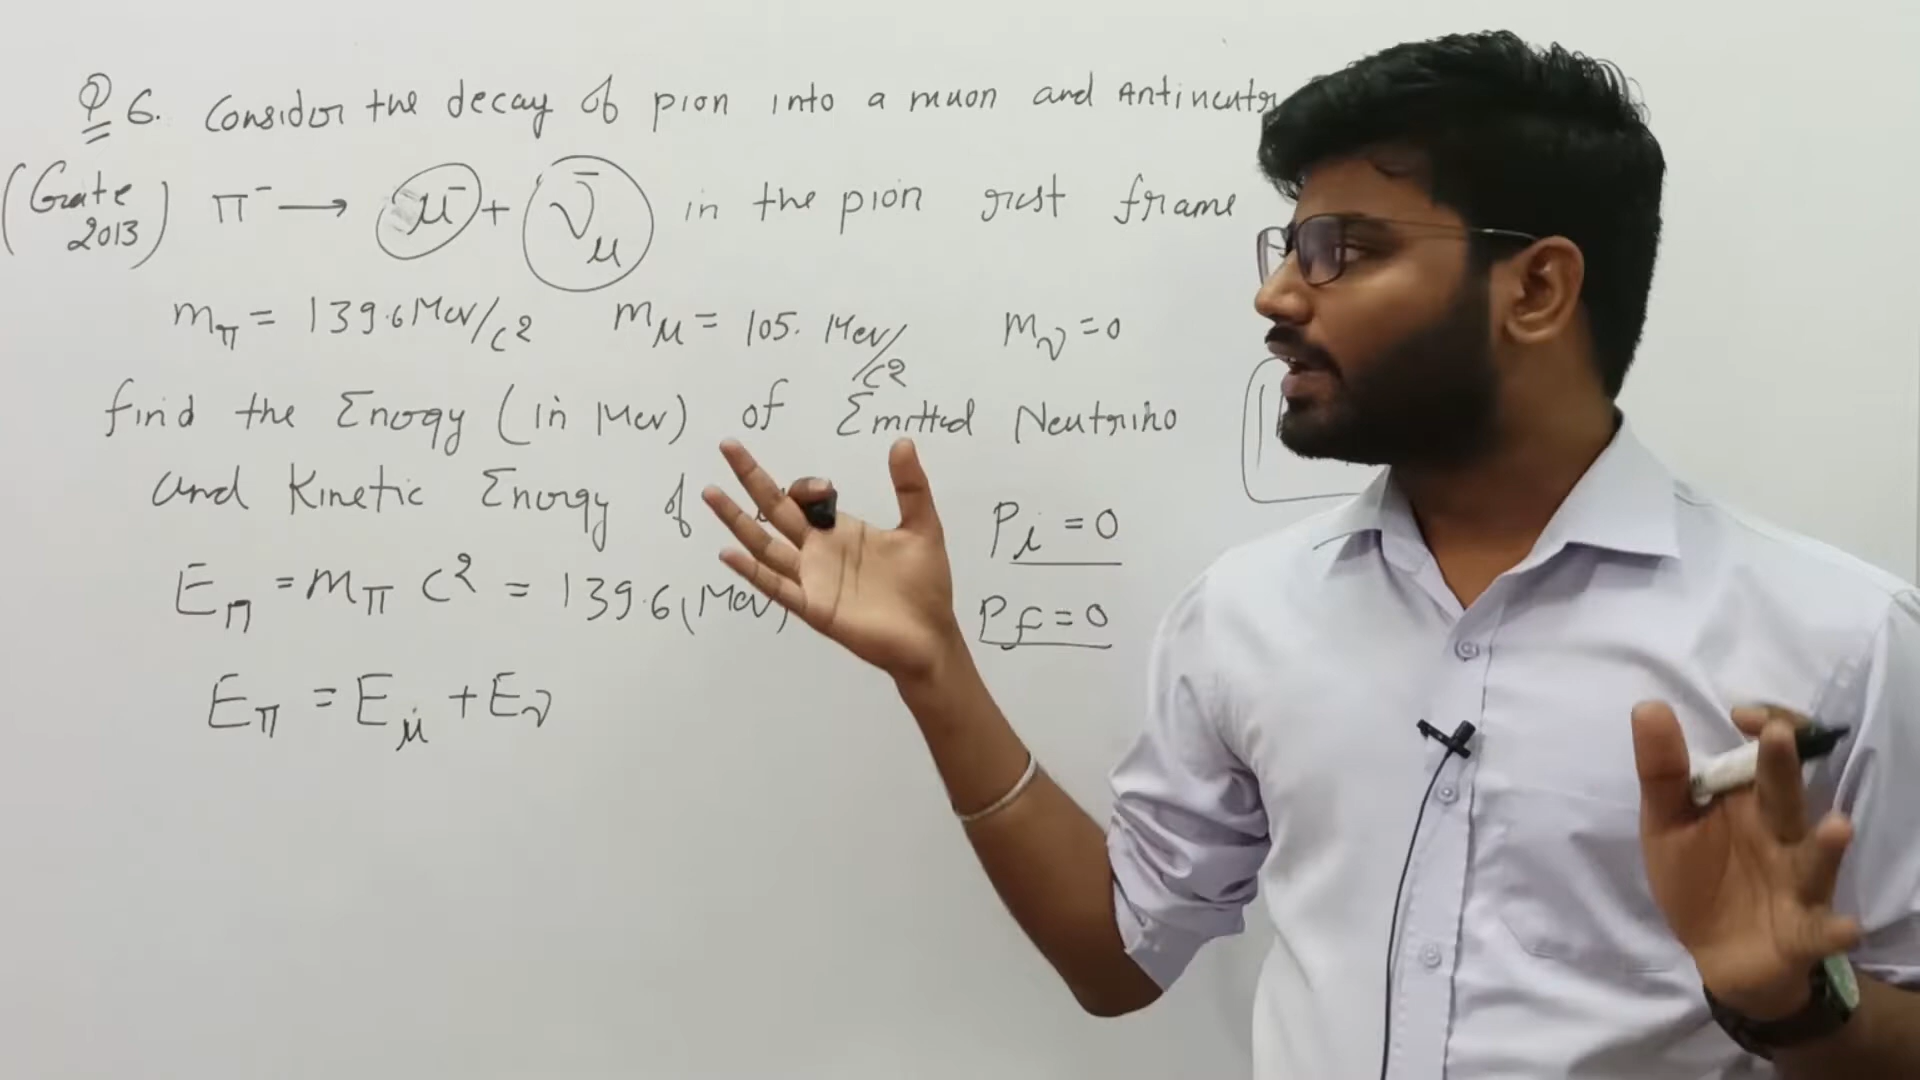 Q 6. Consider the decay of pion into a muon and Antineutr
(Gate 2013) π⁻ → μ⁻ + ν̄μ in the pion rest frame
mπ = 139.6 Mev/c² mμ = 105. Mev/c² mν = 0
find the Energy (in Mev) of Emitted Neutrino
and Kinetic Energy of
Pi = 0
Eπ = mπ c² = 139.6 (Mev)
Pf = 0
Eπ = Eμ + Eν